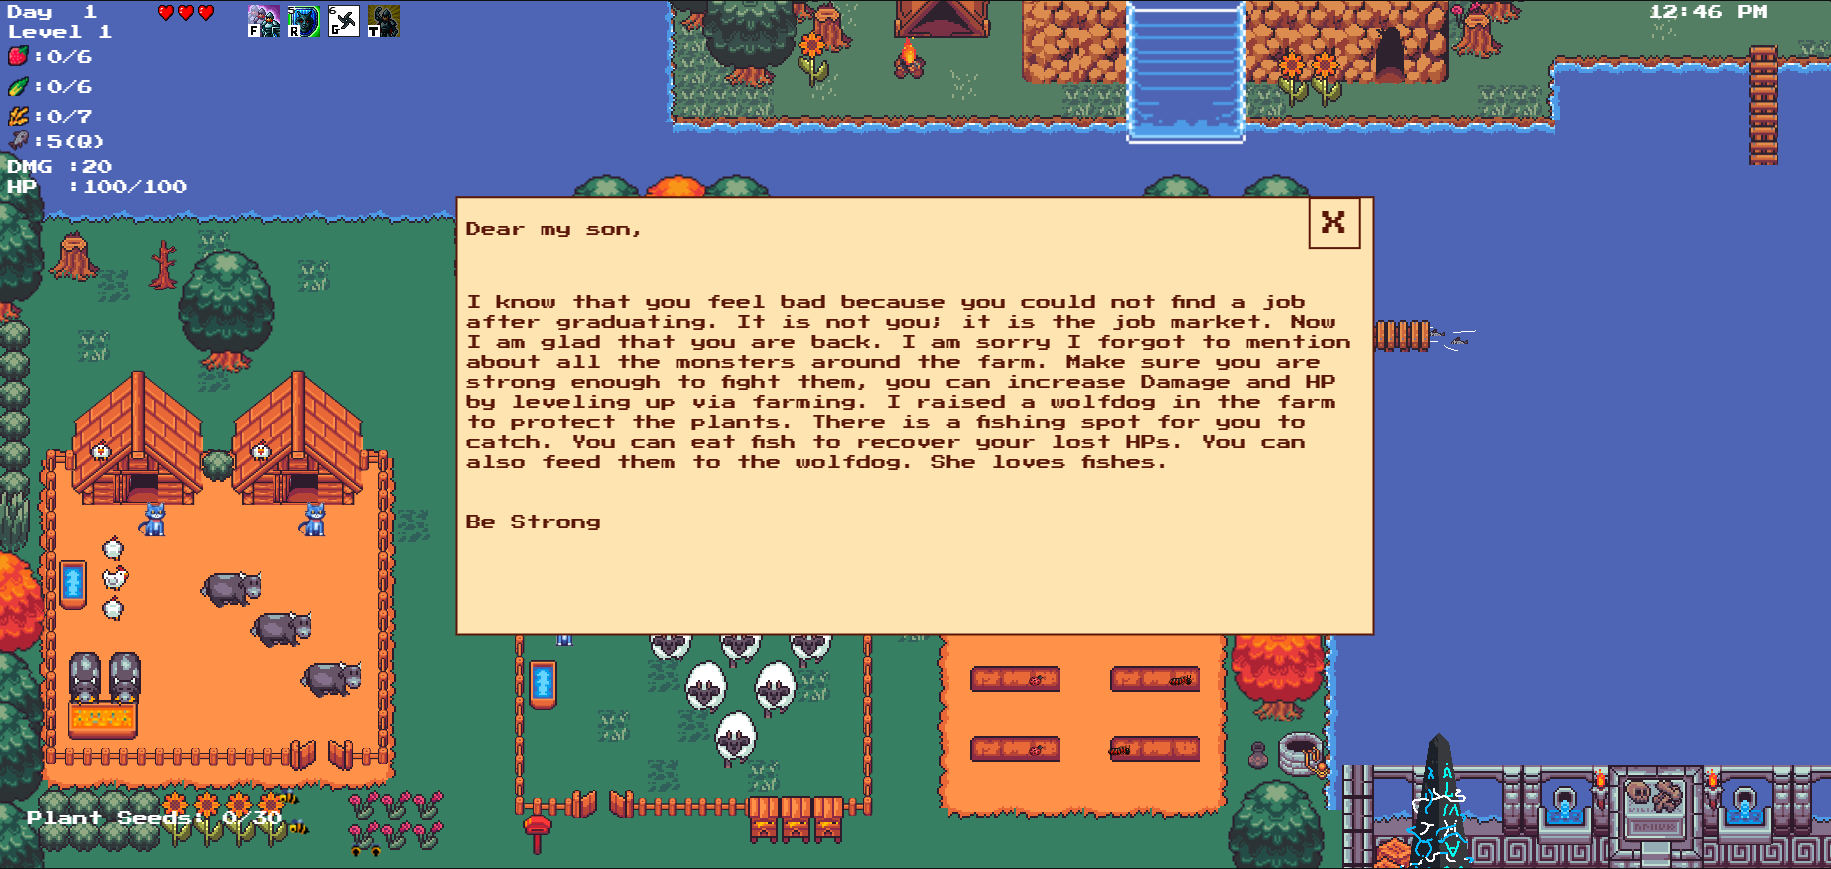 Day 1
Level 1
:0/6
:0/6
:0/7
:5(Q)
DMG :20
HP :100/100
F
R
6
G
T
12:46 PM
X
Dear my son,
I know that you feel bad because you could not find a job
after graduating. It is not you; it is the job market. Now
I am glad that you are back. I am sorry I forgot to mention
about all the monsters around the farm. Make sure you are
strong enough to fight them, you can increase Damage and HP
by leveling up via farming. I raised a wolfdog in the farm
to protect the plants. There is a fishing spot for you to
catch. You can eat fish to recover your lost HPs. You can
also feed them to the wolfdog. She loves fishes.
Be Strong
Plant Seeds: 0/30